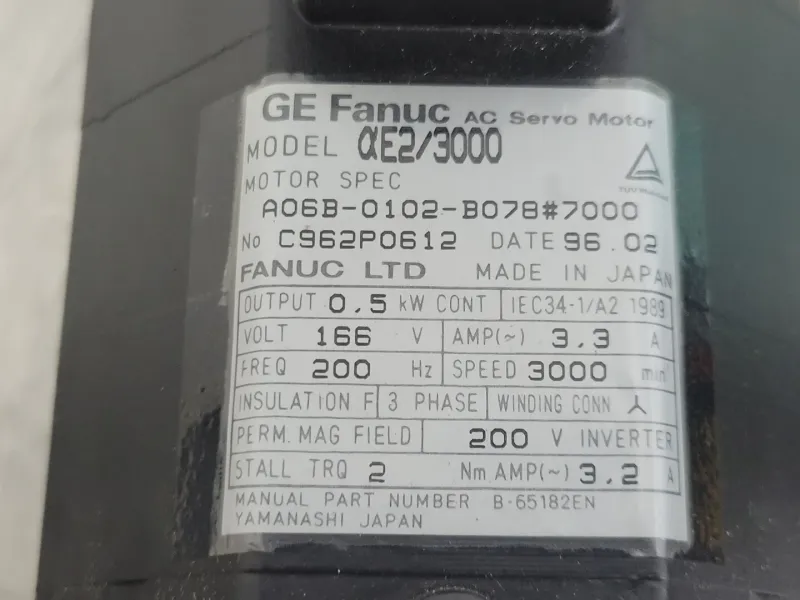 GE Fanuc AC Servo Motor
MODEL αE2/3000
MOTOR SPEC
A06B-0102-B078#7000
No C962P0612 DATE 96.02
FANUC LTD MADE IN JAPAN
OUTPUT 0.5 kW CONT IEC34-1/A2 1989
VOLT 166 V AMP(~) 3.3 A
FREQ 200 Hz SPEED 3000 min
INSULATION F 3 PHASE WINDING CONN
PERM. MAG FIELD 200 V INVERTER
STALL TRQ 2 Nm AMP(~) 3.2 A
MANUAL PART NUMBER B-65182EN
YAMANASHI JAPAN